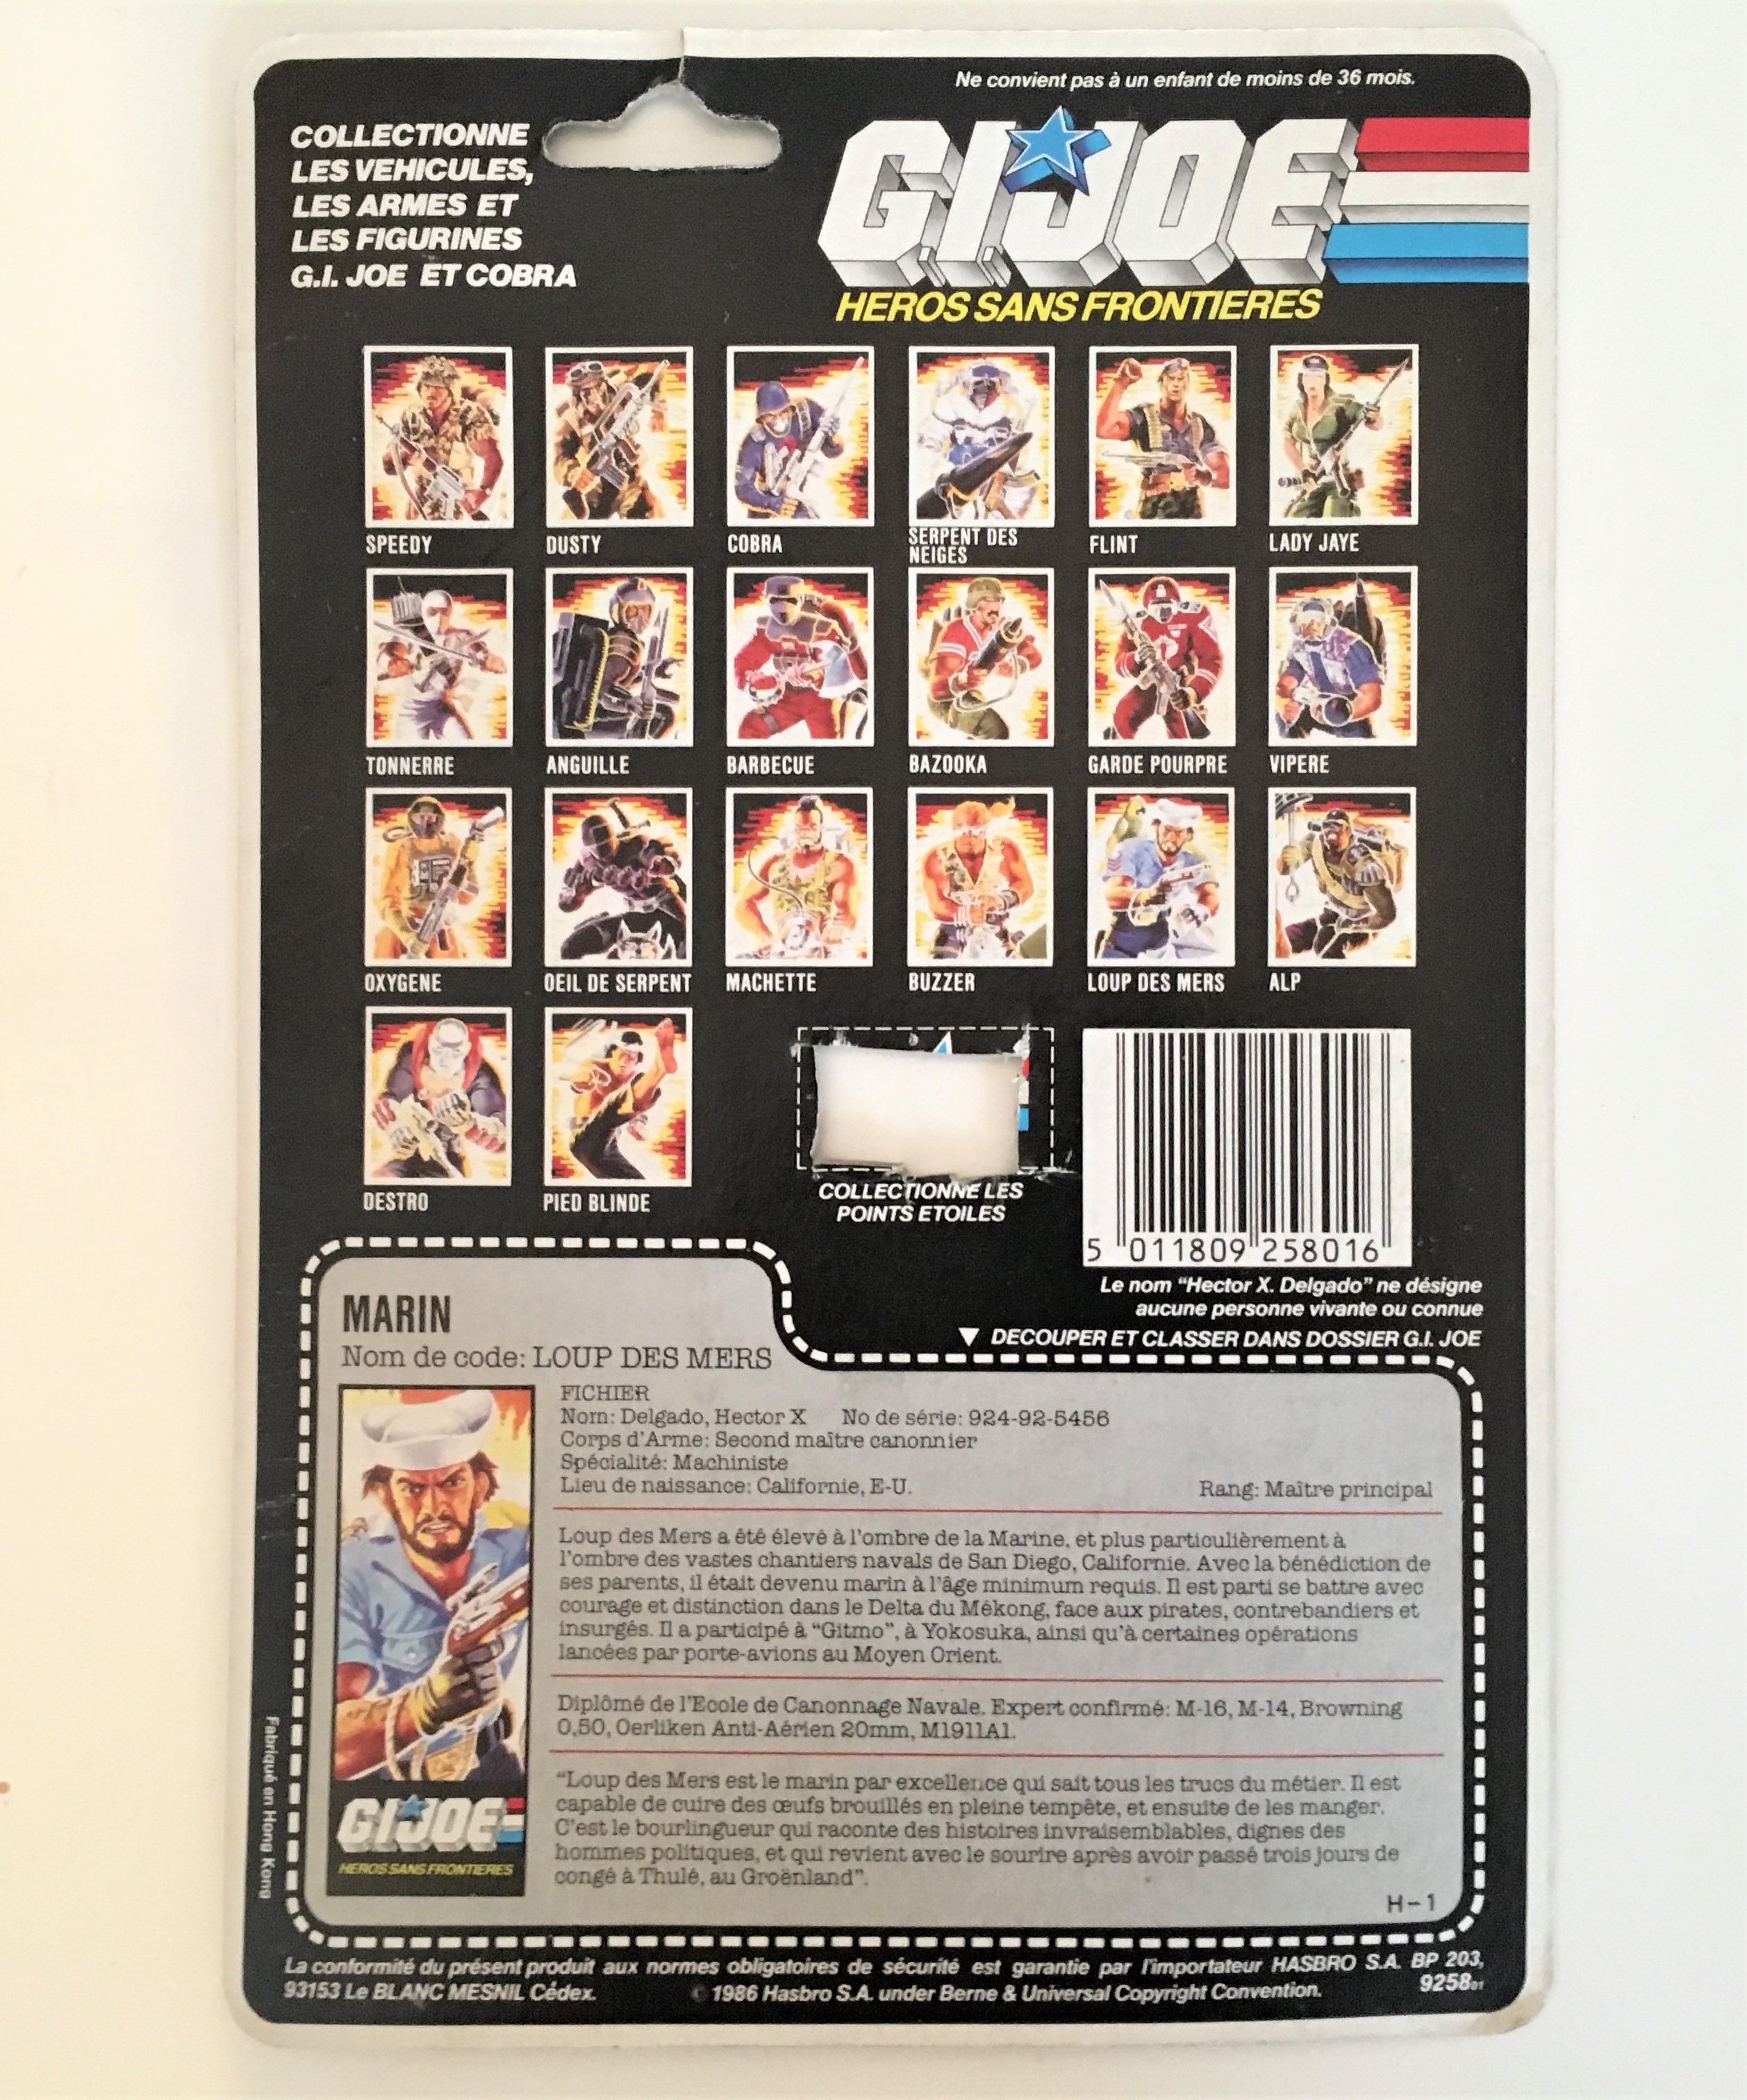 Ne convient pas à un enfant de moins de 36 mois.
COLLECTIONNE
LES VEHICULES,
LES ARMES ET
LES FIGURINES
G.I. JOE ET COBRA
G.I. JOE
HEROS SANS FRONTIERES
SPEEDY
DUSTY
COBRA
SERPENT DES
NEIGES
FLINT
LADY JAYE
TONNERRE
ANGUILLE
BARBECUE
BAZOOKA
GARDE POURPRE
VIPERE
OXYGENE
OEIL DE SERPENT
MACHETTE
BUZZER
LOUP DES MERS
ALP
DESTRO
PIED BLINDE
COLLECTIONNE LES
POINTS ETOILES
5 011809 258016
Le nom “Hector X. Delgado” ne désigne
aucune personne vivante ou connue
▼ DECOUPER ET CLASSER DANS DOSSIER G.I. JOE
MARIN
Nom de code: LOUP DES MERS
FICHIER
Nom: Delgado, Hector X No de série: 924-92-5456
Corps d'Arme: Second maître canonnier
Spécialité: Machiniste
Lieu de naissance: Californie, E-U. Rang: Maître principal
Loup des Mers a été élevé à l'ombre de la Marine, et plus particulièrement à
l'ombre des vastes chantiers navals de San Diego, Californie. Avec la bénédiction de
ses parents, il était devenu marin à l'âge minimum requis. Il est parti se battre avec
courage et distinction dans le Delta du Mékong, face aux pirates, contrebandiers et
insurgés. Il a participé à “Gitmo”, à Yokosuka, ainsi qu'à certaines opérations
lancées par porte-avions au Moyen Orient.
Diplômé de l'Ecole de Canonnage Navale. Expert confirmé: M-16, M-14, Browning
0,50, Oerliken Anti-Aérien 20mm, M1911A1.
“Loup des Mers est le marin par excellence qui sait tous les trucs du métier. Il est
capable de cuire des œufs brouillés en pleine tempête, et ensuite de les manger.
C'est le bourlingueur qui raconte des histoires invraisemblables, dignes des
hommes politiques, et qui revient avec le sourire après avoir passé trois jours de
congé à Thulé, au Groënland”.
H-1
G.I. JOE
HEROS SANS FRONTIERES
Fabriqué en Hong Kong
La conformité du présent produit aux normes obligatoires de sécurité est garantie par l'importateur HASBRO S.A. BP 203,
93153 Le BLANC MESNIL Cédex. © 1986 Hasbro S.A. under Berne & Universal Copyright Convention. 9258 01